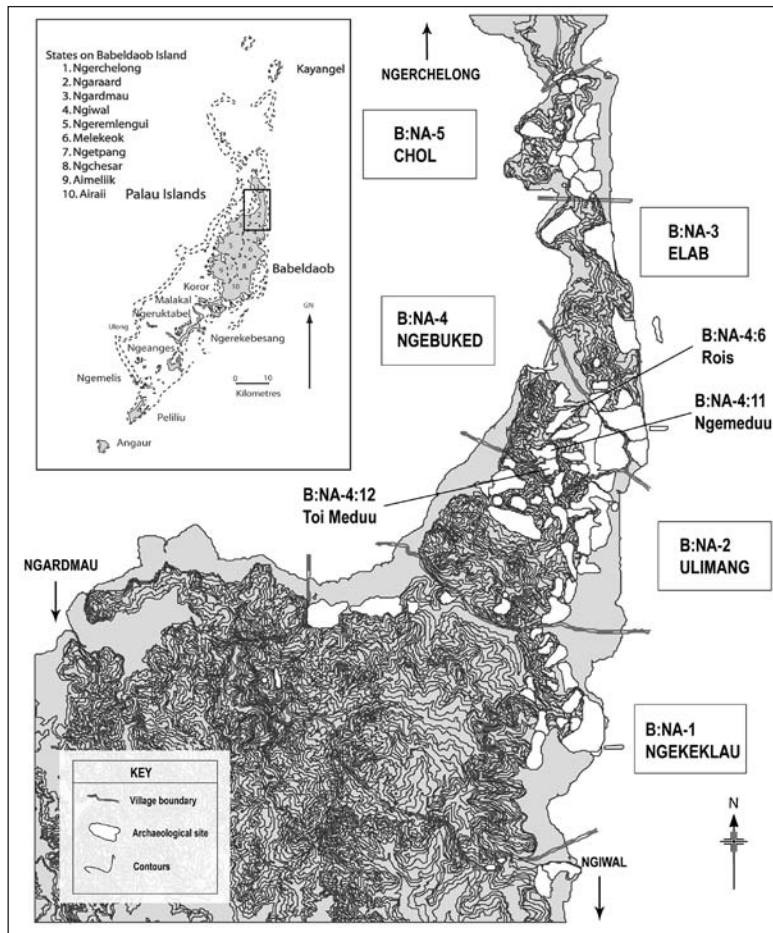 States on Babeldaob Island
1. Ngerchelong
2. Ngaraard
3. Ngardmau
4. Ngiwal
5. Ngeremlengui
6. Melekeok
7. Ngetpang
8. Ngchesar
9. Aimeliik
10. Airaii
Kayangel
Palau Islands
Babeldaob
Koror
Malakal
Ngeruktabel
Ulong
Ngerekebesang
Ngeanges
Ngemelis
Peliliu
Angaur
GN
0 10
Kilometres
NGERCHELONG
B:NA-5
CHOL
B:NA-3
ELAB
B:NA-4
NGEBUKED
B:NA-4:6
Rois
B:NA-4:11
Ngemeduu
B:NA-4:12
Toi Meduu
B:NA-2
ULIMANG
NGARDMAU
B:NA-1
NGEKEKLAU
NGIWAL
N
KEY
Village boundary
Archaeological site
Contours